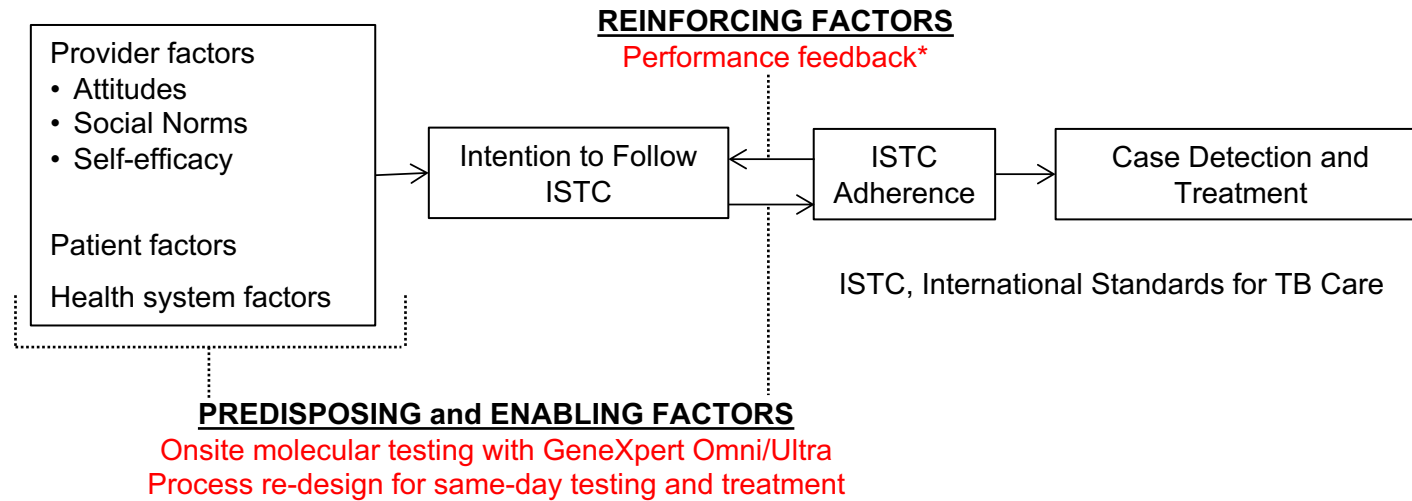 REINFORCING FACTORS
Performance feedback*
Provider factors
• Attitudes
• Social Norms
• Self-efficacy
Patient factors
Health system factors
Intention to Follow
ISTC
ISTC
Adherence
Case Detection and
Treatment
ISTC, International Standards for TB Care
PREDISPOSING and ENABLING FACTORS
Onsite molecular testing with GeneXpert Omni/Ultra
Process re-design for same-day testing and treatment